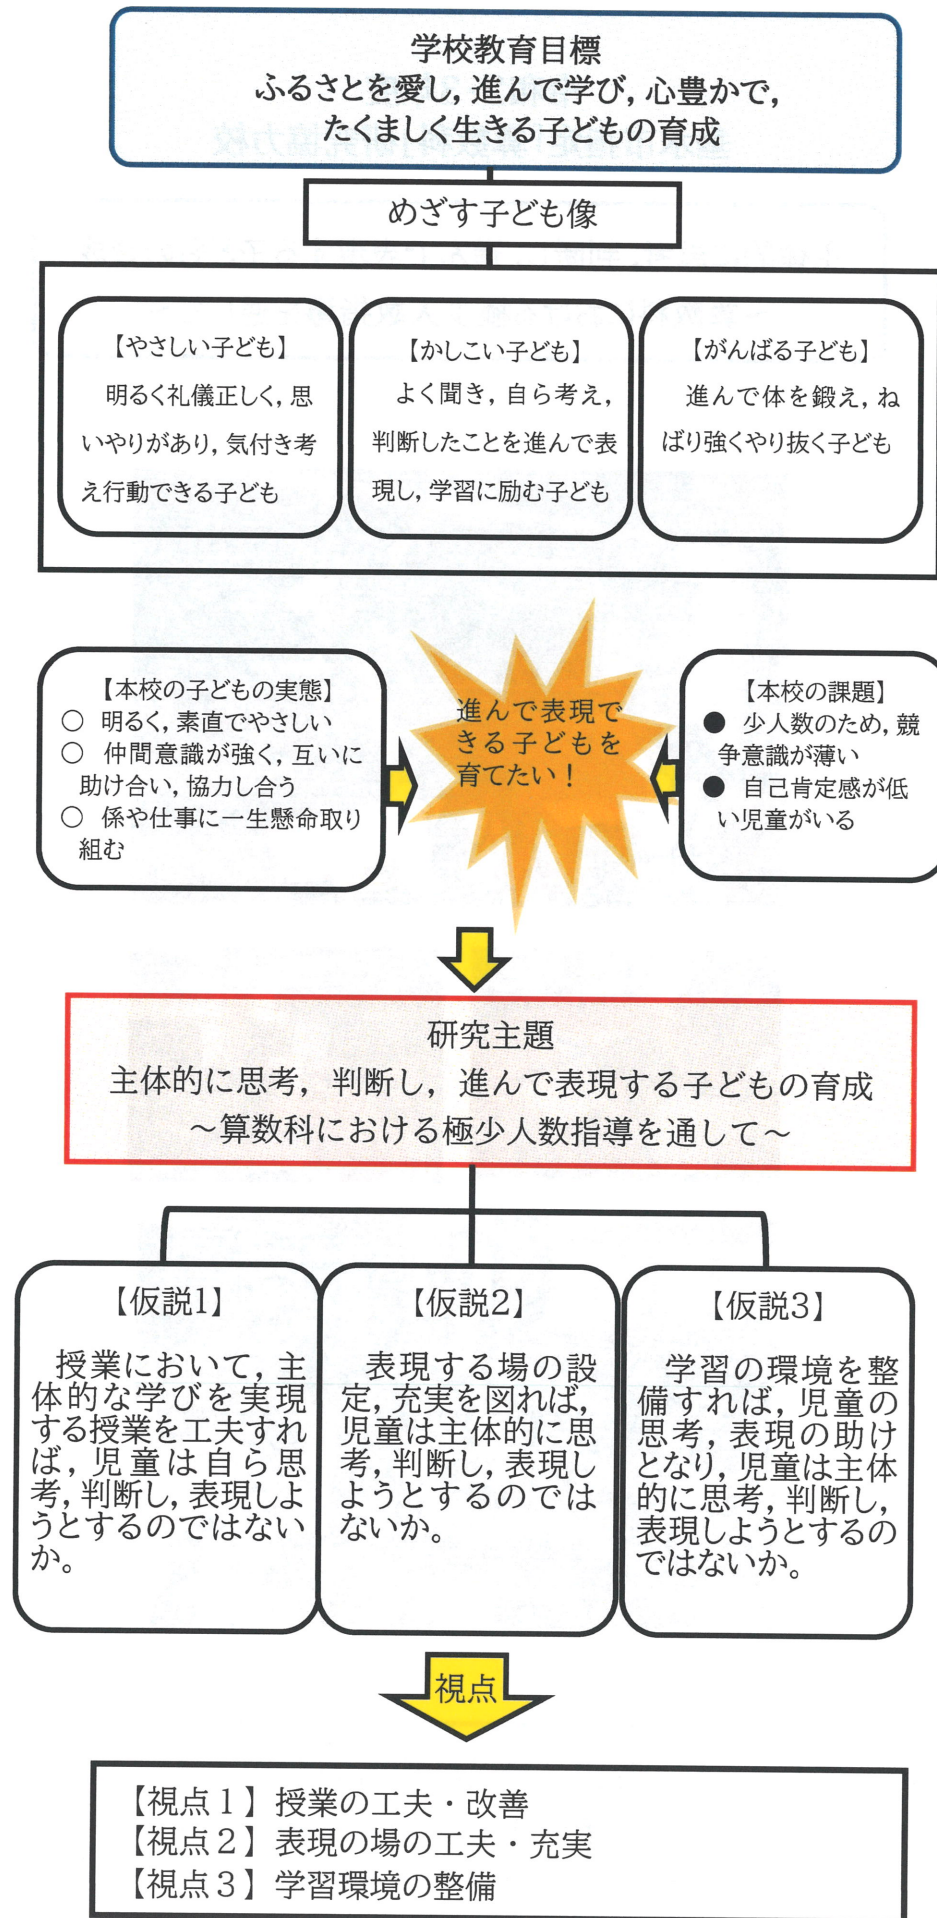 学校教育目標
ふるさとを愛し，進んで学び，心豊かで，
たくましく生きる子どもの育成
めざす子ども像
【やさしい子ども】
明るく礼儀正しく，思
いやりがあり，気付き考
え行動できる子ども
【かしこい子ども】
よく聞き，自ら考え，
判断したことを進んで表
現し，学習に励む子ども
【がんばる子ども】
進んで体を鍛え，ね
ばり強くやり抜く子ども
【本校の子どもの実態】
○ 明るく，素直でやさしい
○ 仲間意識が強く，互いに
助け合い，協力し合う
○ 係や仕事に一生懸命取り
組む
進んで表現で
きる子どもを
育てたい！
【本校の課題】
● 少人数のため，競
争意識が薄い
● 自己肯定感が低
い児童がいる
研究主題
主体的に思考，判断し，進んで表現する子どもの育成
～算数科における極少人数指導を通して～
【仮説1】
授業において，主
体的な学びを実現
する授業を工夫すれ
ば，児童は自ら思
考，判断し，表現しよ
うとするのではない
か。
【仮説2】
表現する場の設
定，充実を図れば，
児童は主体的に思
考，判断し，表現し
ようとするのでは
ないか。
【仮説3】
学習の環境を整
備すれば，児童の
思考，表現の助け
となり，児童は主体
的に思考，判断し，
表現しようとするの
ではないか。
視点
【視点１】授業の工夫・改善
【視点２】表現の場の工夫・充実
【視点３】学習環境の整備